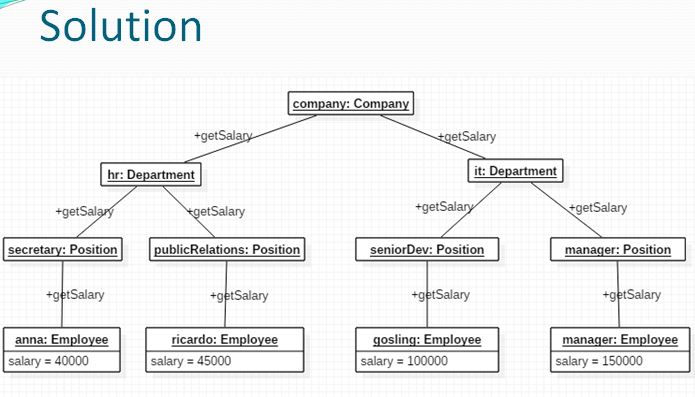 Solution
company: Company
+getSalary +getSalary
hr: Department it: Department
+getSalary +getSalary +getSalary +getSalary
secretary: Position publicRelations: Position seniorDev: Position manager: Position
+getSalary +getSalary +getSalary +getSalary
anna: Employee ricardo: Employee gosling: Employee manager: Employee
salary = 40000 salary = 45000 salary = 100000 salary = 150000